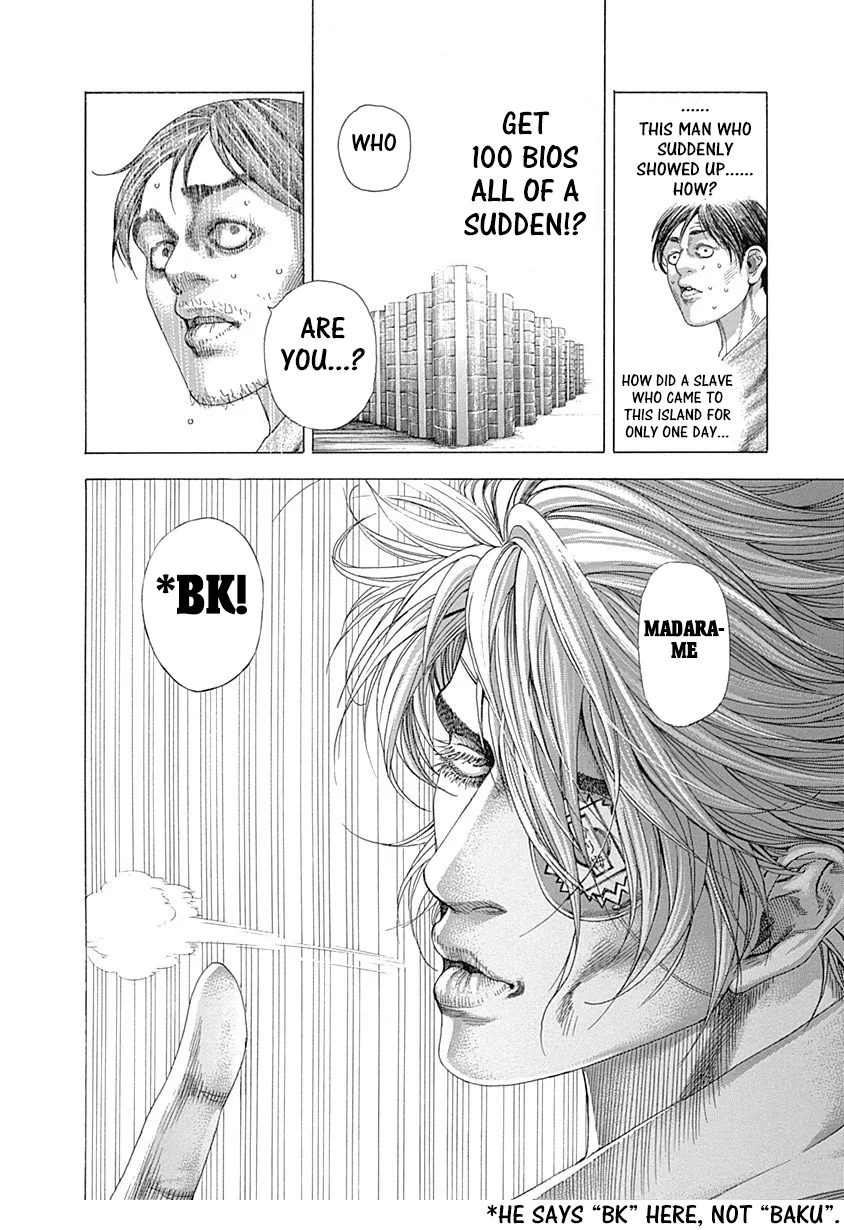 ......
THIS MAN WHO
SUDDENLY
SHOWED UP......
HOW?
HOW DID A SLAVE
WHO CAME TO
THIS ISLAND FOR
ONLY ONE DAY...
GET
100 BIOS
ALL OF A
SUDDEN!?
WHO
ARE
YOU...?
MADARA-
ME
*BK!
*HE SAYS “BK” HERE, NOT “BAKU”.